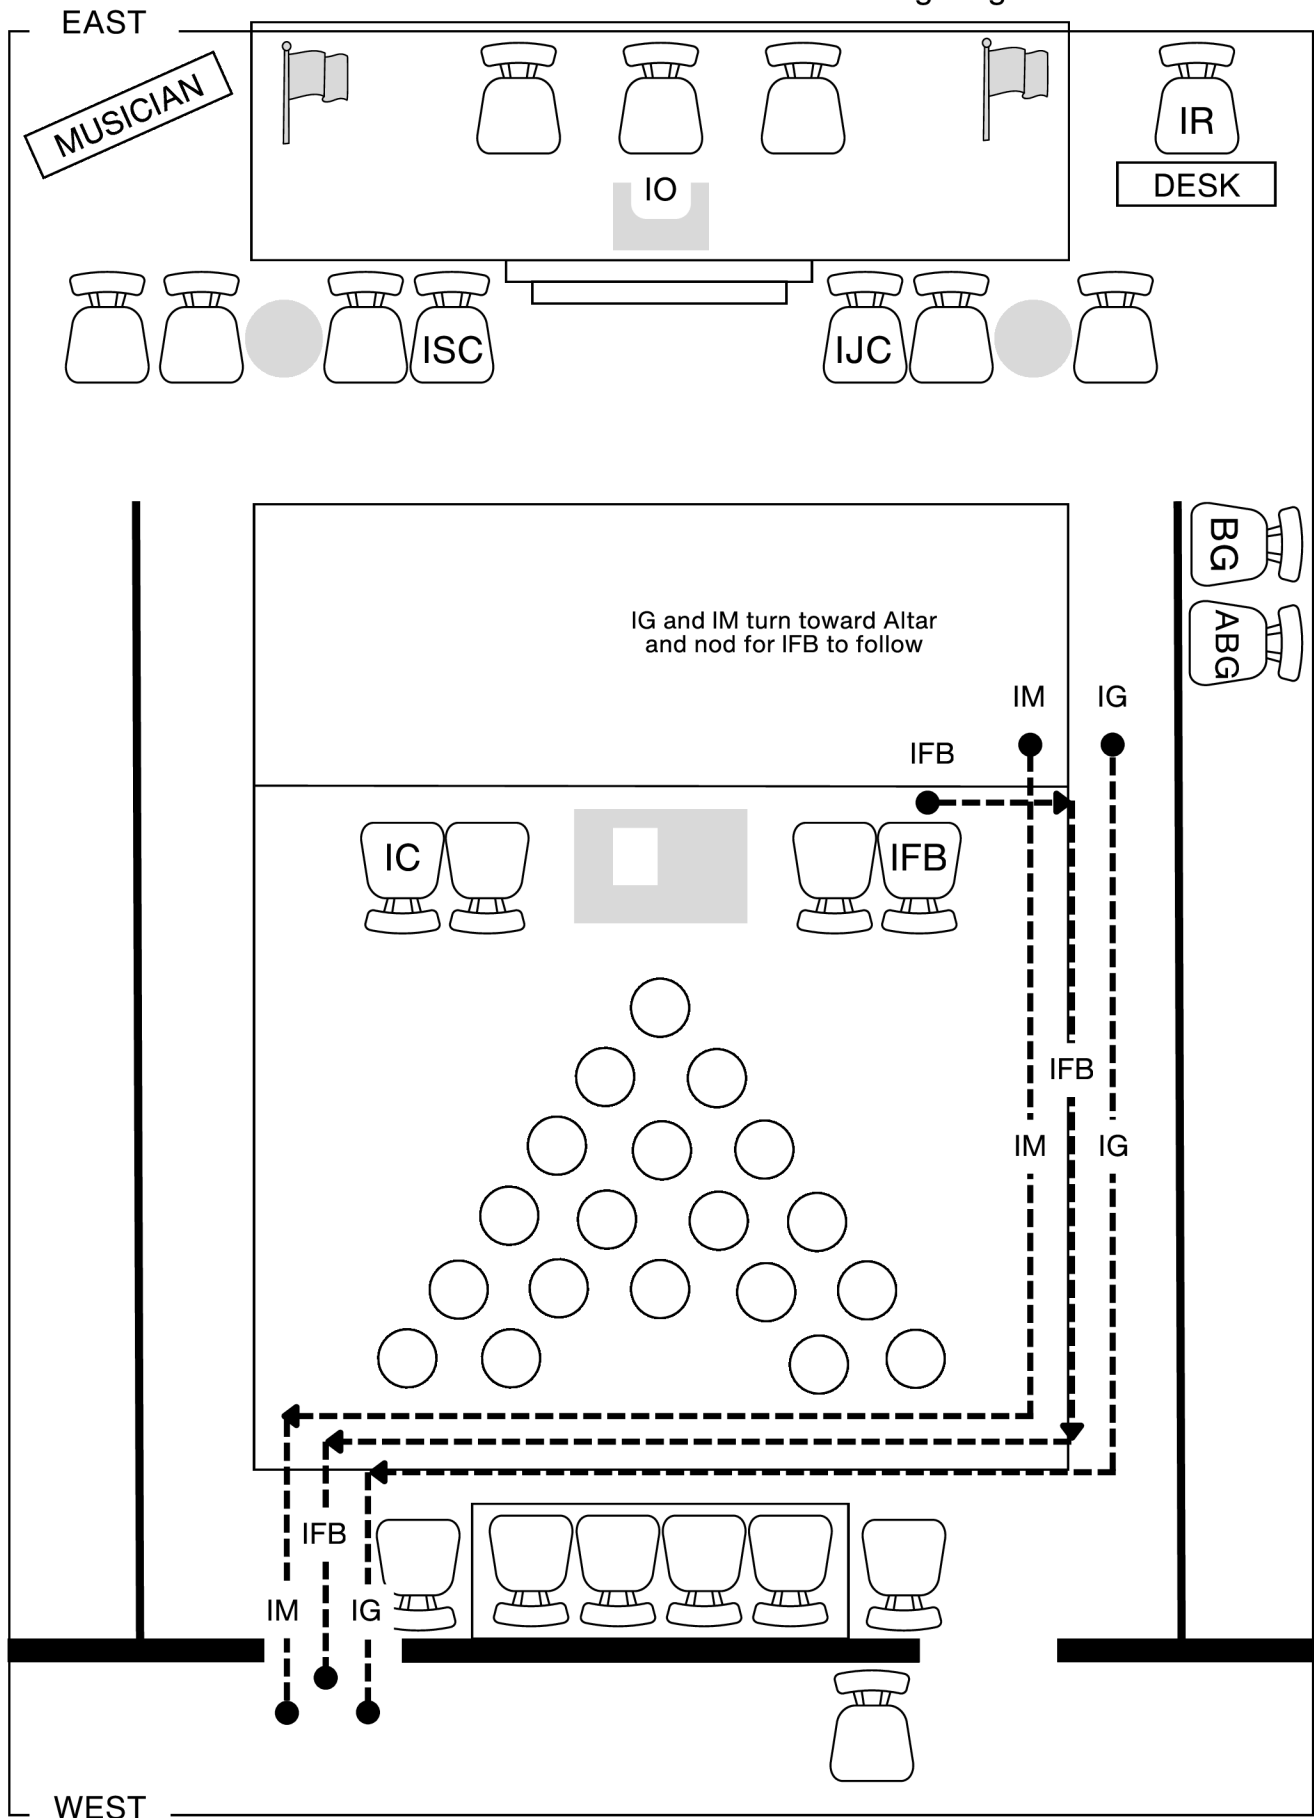 EAST
MUSICIAN
IR
DESK
IO
ISC
IJC
BG
ABG
IG and IM turn toward Altar
and nod for IFB to follow
IM
IG
IFB
IC
IFB
IFB
IM
IG
IFB
IM
IG
WEST